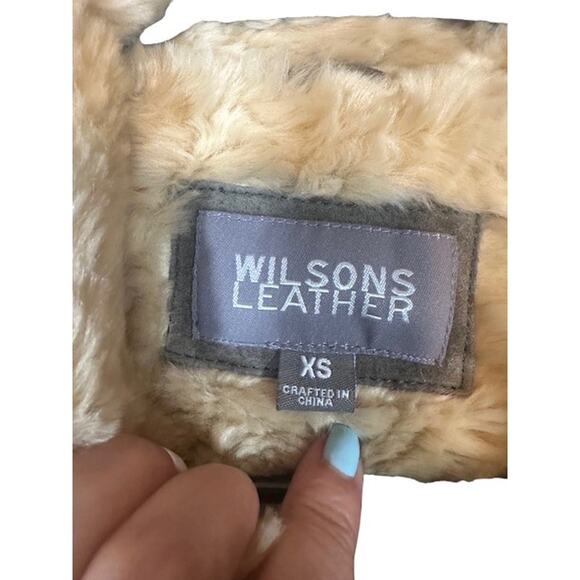 WILSONS
LEATHER
XS
CRAFTED IN
CHINA